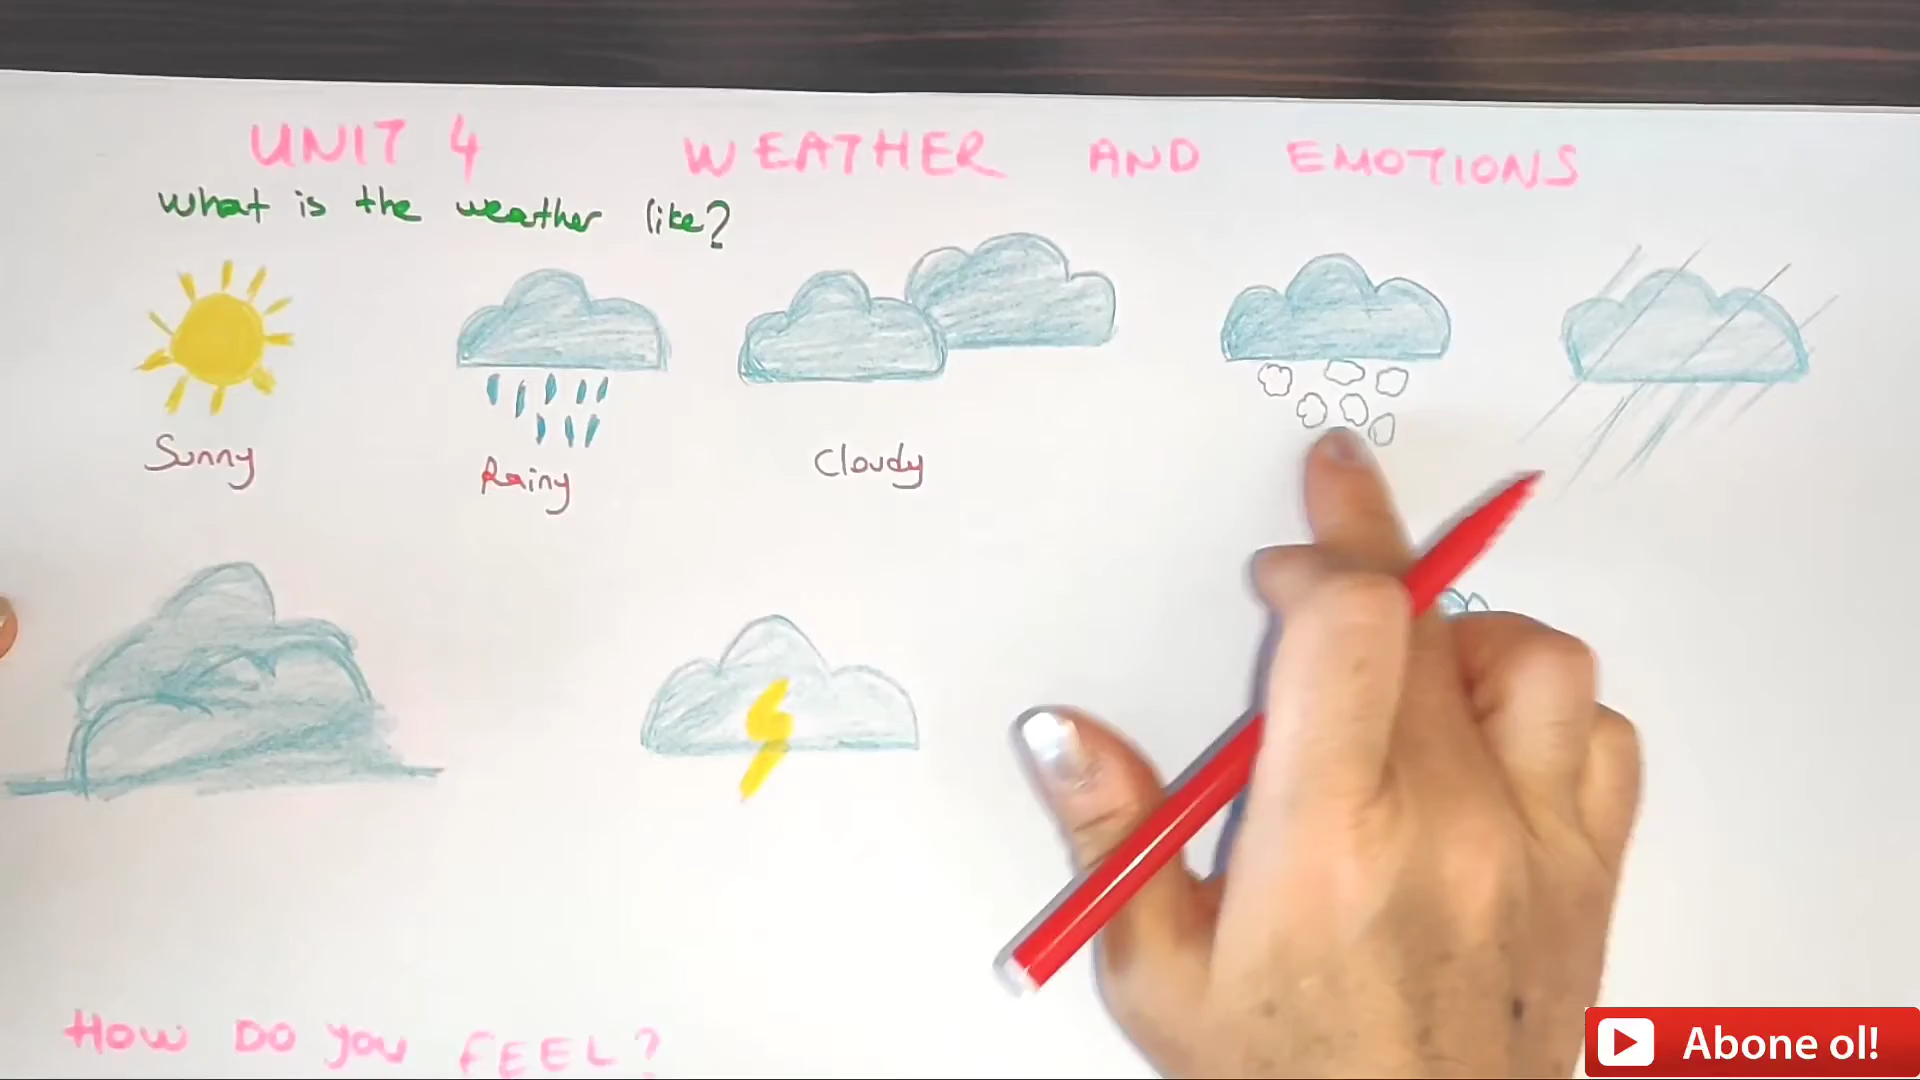 UNIT 4 WEATHER AND EMOTIONS
What is the weather like?
Sunny Rainy Cloudy
HOW DO YOU FEEL?
Abone ol!